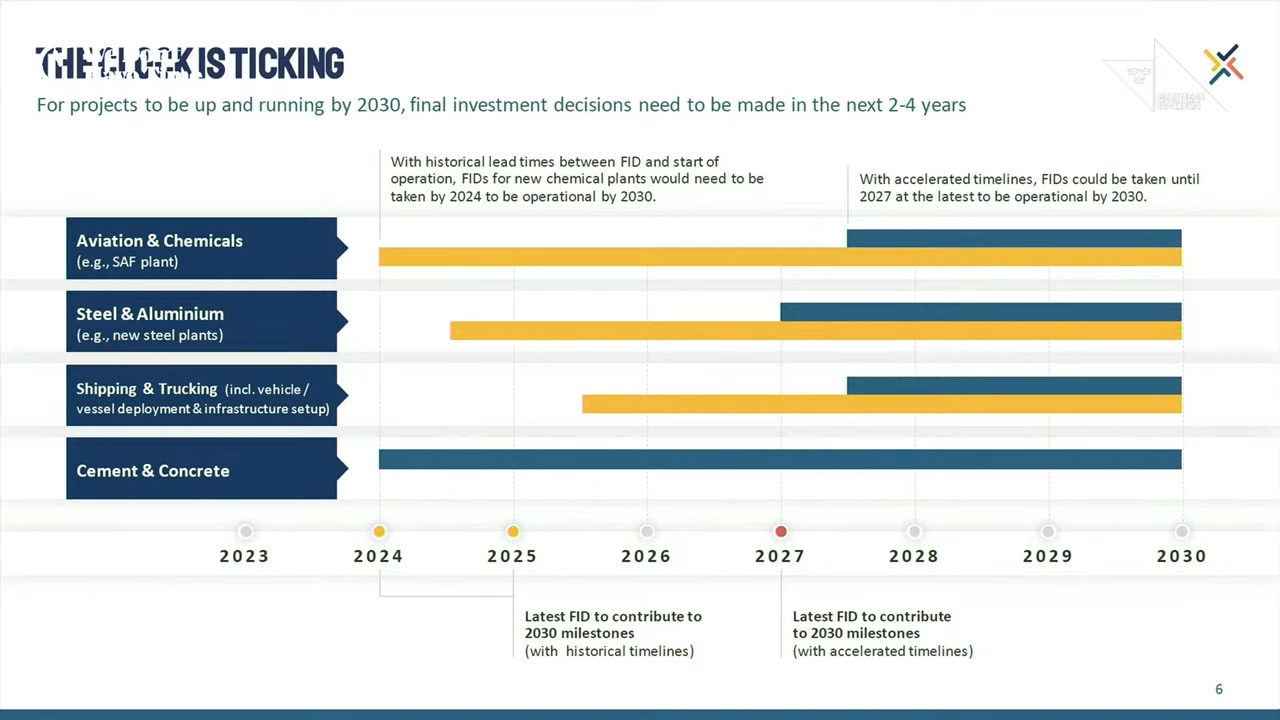 THE CLOCK IS TICKING
For projects to be up and running by 2030, final investment decisions need to be made in the next 2-4 years
With historical lead times between FID and start of
operation, FIDs for new chemical plants would need to be
taken by 2024 to be operational by 2030.
With accelerated timelines, FIDs could be taken until
2027 at the latest to be operational by 2030.
Aviation & Chemicals
(e.g., SAF plant)
Steel & Aluminium
(e.g., new steel plants)
Shipping & Trucking (incl. vehicle /
vessel deployment & infrastructure setup)
Cement & Concrete
2023 2024 2025 2026 2027 2028 2029 2030
Latest FID to contribute to
2030 milestones
(with historical timelines)
Latest FID to contribute
to 2030 milestones
(with accelerated timelines)
6